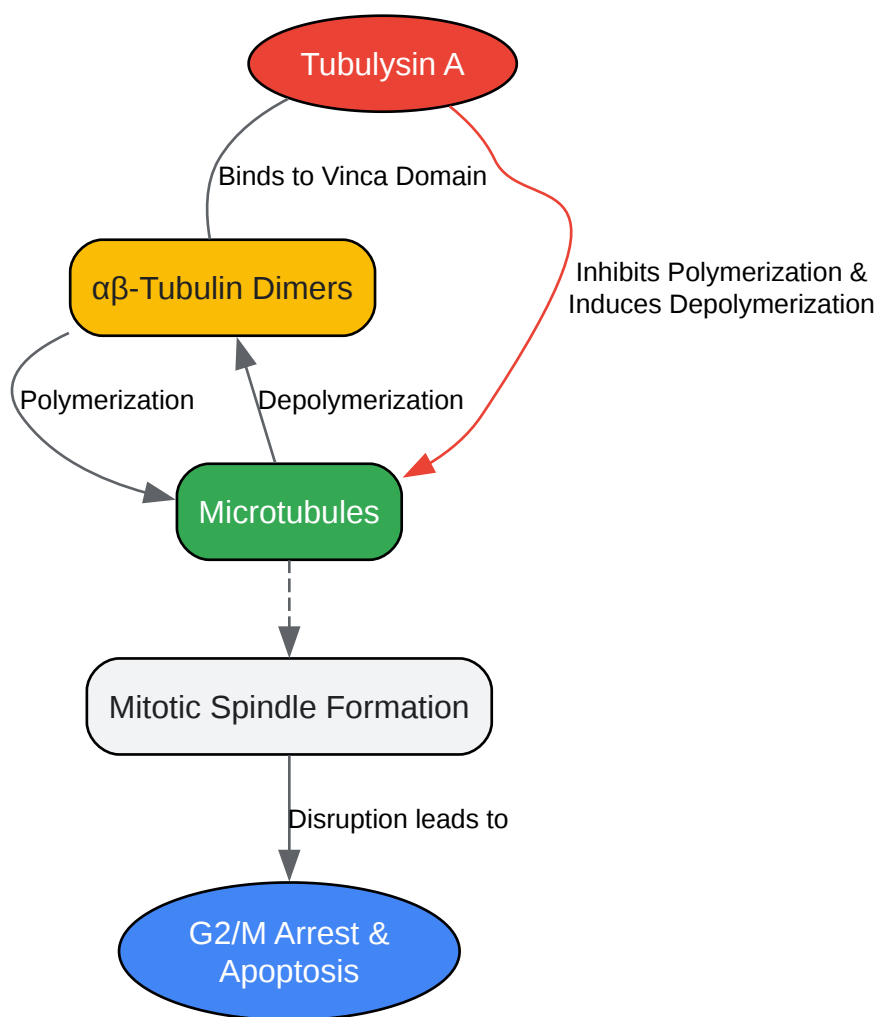 Tubulysin A
Binds to Vinca Domain
Inhibits Polymerization &
Induces Depolymerization
αβ-Tubulin Dimers
Polymerization
Depolymerization
Microtubules
Mitotic Spindle Formation
Disruption leads to
G2/M Arrest &
Apoptosis